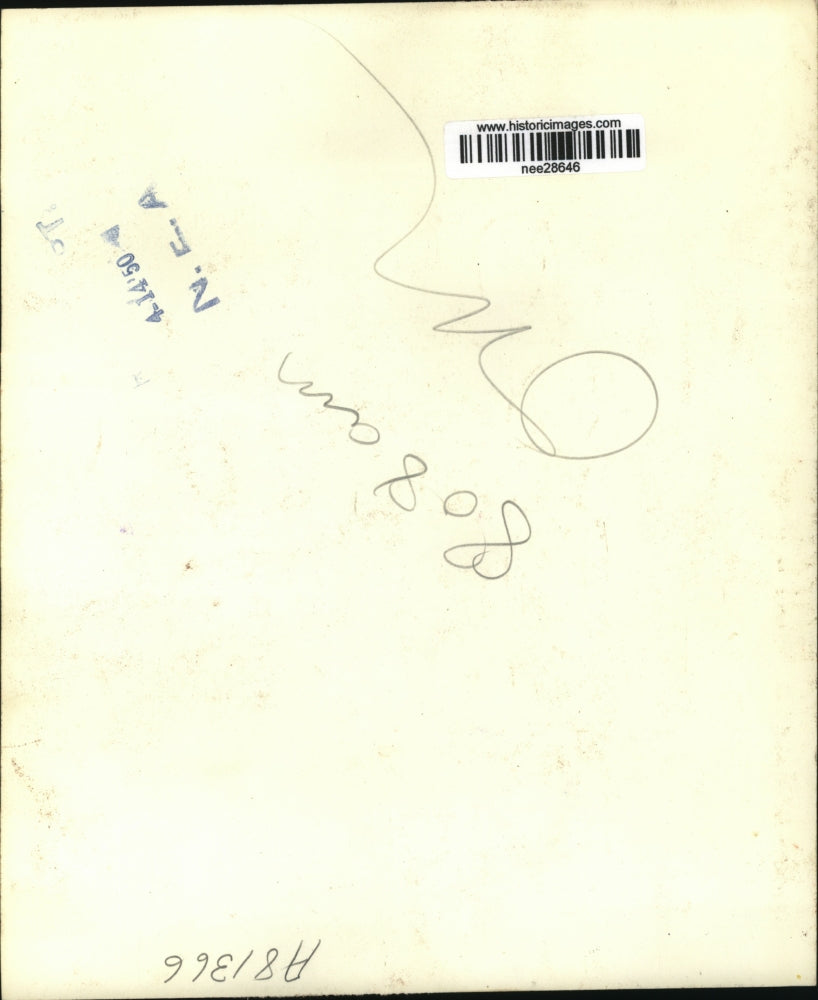 www.historicimages.com
nee28646
N. E. A
4-14'50
808 am
A81366